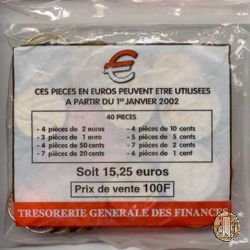 €
CES PIECES EN EUROS PEUVENT ETRE UTILISEES
A PARTIR DU 1er JANVIER 2002
40 PIECES
- 4 pièces de 2 euros
- 3 pièces de 1 euro
- 4 pièces de 50 cents
- 7 pièces de 20 cents
- 4 pièces de 10 cents
- 5 pièces de 5 cents
- 7 pièces de 2 cents
- 6 pièces de 1 cent
Soit 15,25 euros
Prix de vente 100F
TRESORERIE GENERALE DES FINANCES